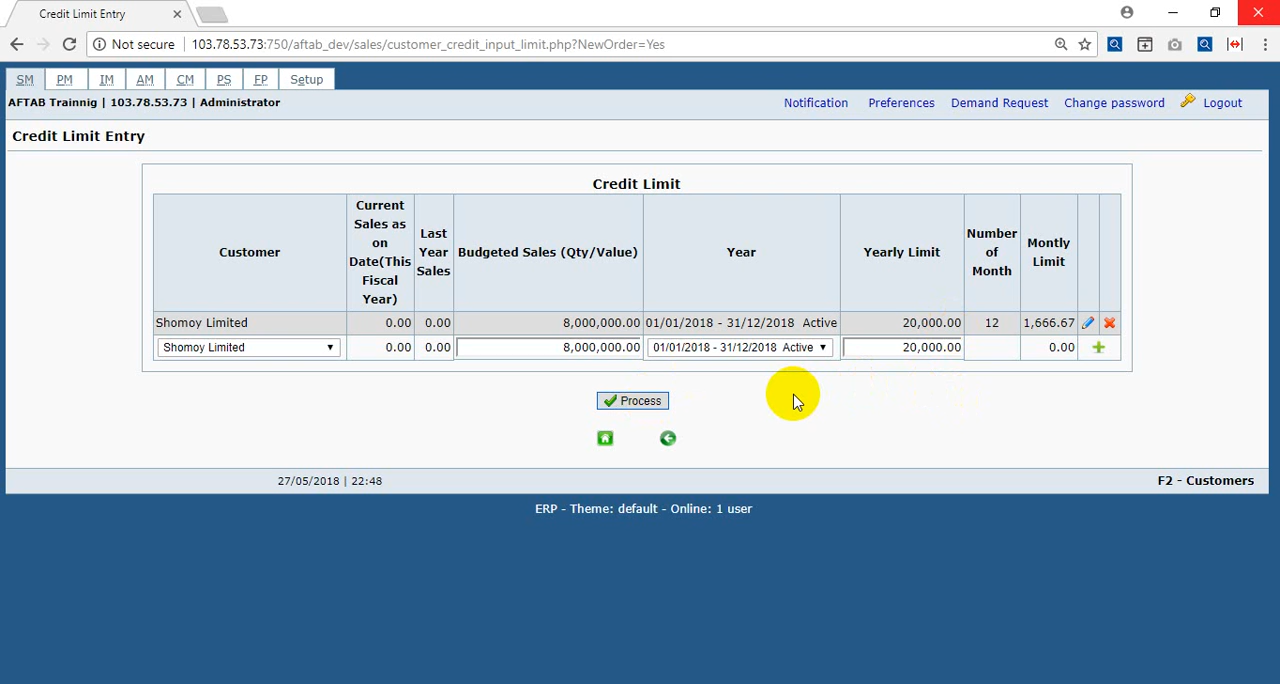 Credit Limit Entry
Not secure 103.78.53.73:750/aftab_dev/sales/customer_credit_input_limit.php?NewOrder=Yes
SM PM IM AM CM PS FP Setup
AFTAB Trainnig | 103.78.53.73 | Administrator Notification Preferences Demand Request Change password Logout
Credit Limit Entry
Credit Limit
Customer
Current Sales as on Date(This Fiscal Year)
Last Year Sales
Budgeted Sales (Qty/Value)
Year
Yearly Limit
Number of Month
Montly Limit
Shomoy Limited 0.00 0.00 8,000,000.00 01/01/2018 - 31/12/2018 Active 20,000.00 12 1,666.67
Shomoy Limited 0.00 0.00 8,000,000.00 01/01/2018 - 31/12/2018 Active 20,000.00 0.00
Process
27/05/2018 | 22:48 F2 - Customers
ERP - Theme: default - Online: 1 user